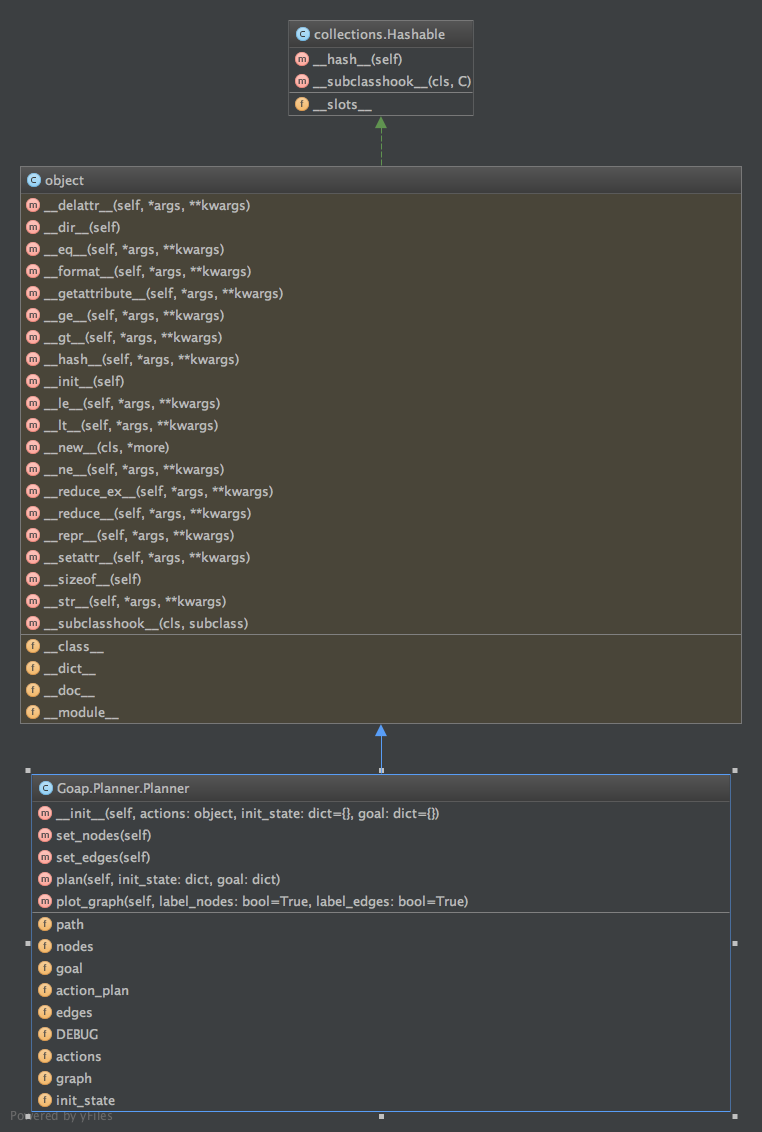 C collections.Hashable
m __hash__(self)
m __subclasshook__(cls, C)
f __slots__
C object
m __delattr__(self, *args, **kwargs)
m __dir__(self)
m __eq__(self, *args, **kwargs)
m __format__(self, *args, **kwargs)
m __getattribute__(self, *args, **kwargs)
m __ge__(self, *args, **kwargs)
m __gt__(self, *args, **kwargs)
m __hash__(self, *args, **kwargs)
m __init__(self)
m __le__(self, *args, **kwargs)
m __lt__(self, *args, **kwargs)
m __new__(cls, *more)
m __ne__(self, *args, **kwargs)
m __reduce_ex__(self, *args, **kwargs)
m __reduce__(self, *args, **kwargs)
m __repr__(self, *args, **kwargs)
m __setattr__(self, *args, **kwargs)
m __sizeof__(self)
m __str__(self, *args, **kwargs)
m __subclasshook__(cls, subclass)
f __class__
f __dict__
f __doc__
f __module__
C Goap.Planner.Planner
m __init__(self, actions: object, init_state: dict={}, goal: dict={})
m set_nodes(self)
m set_edges(self)
m plan(self, init_state: dict, goal: dict)
m plot_graph(self, label_nodes: bool=True, label_edges: bool=True)
f path
f nodes
f goal
f action_plan
f edges
f DEBUG
f actions
f graph
f init_state
Powered by yFiles